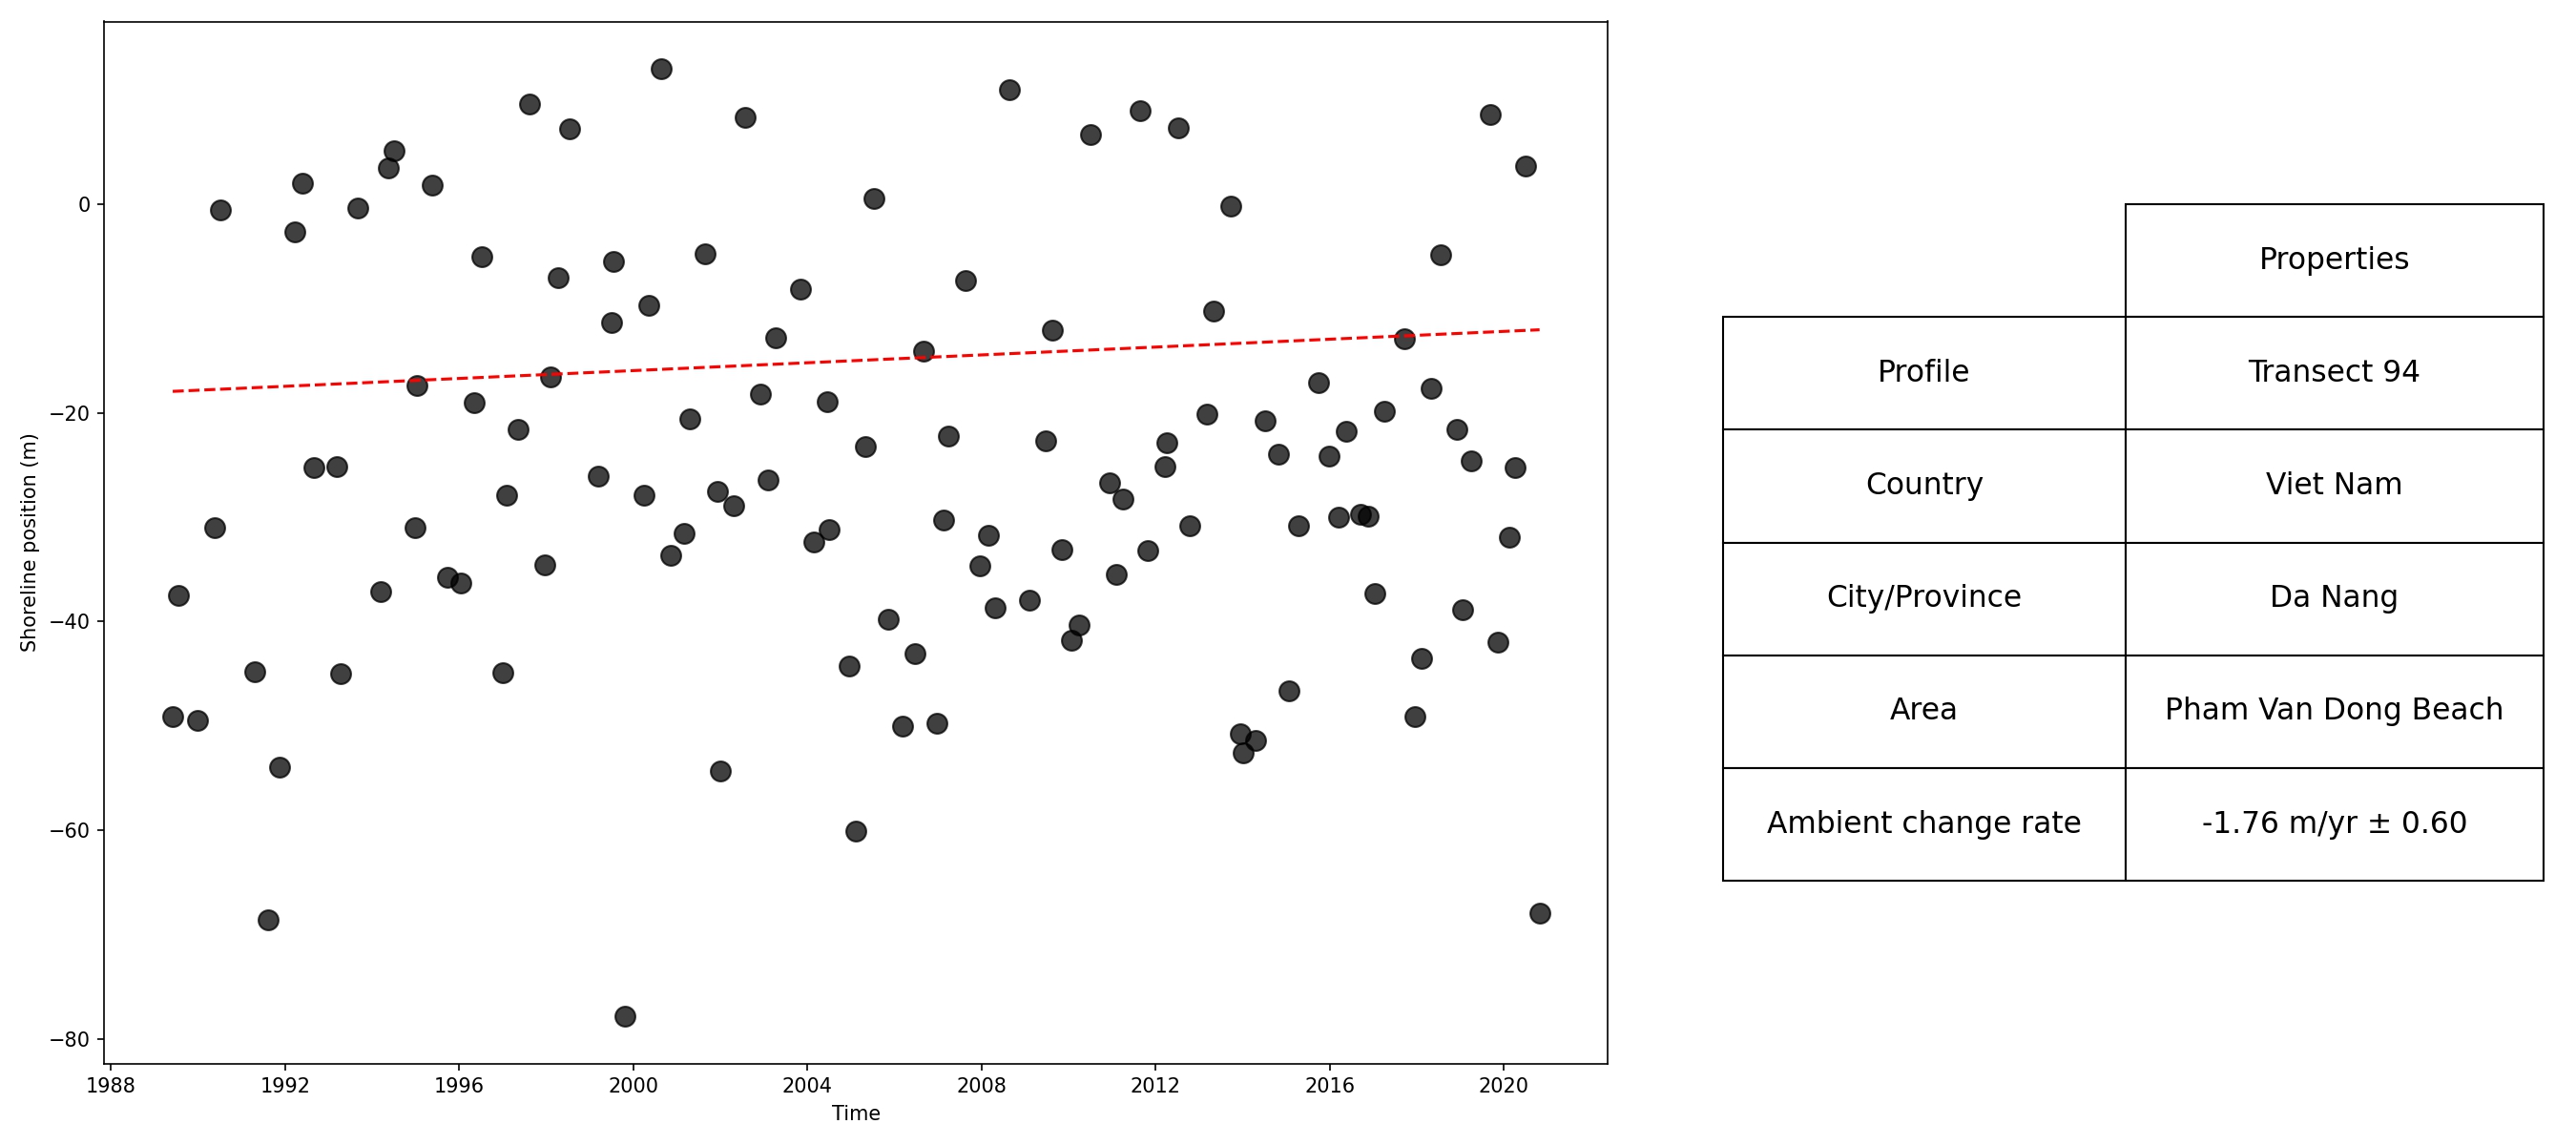 0
−20
−40
−60
−80
Shoreline position (m)
1988 1992 1996 2000 2004 2008 2012 2016 2020
Time
Properties
Profile Transect 94
Country Viet Nam
City/Province Da Nang
Area Pham Van Dong Beach
Ambient change rate -1.76 m/yr ± 0.60